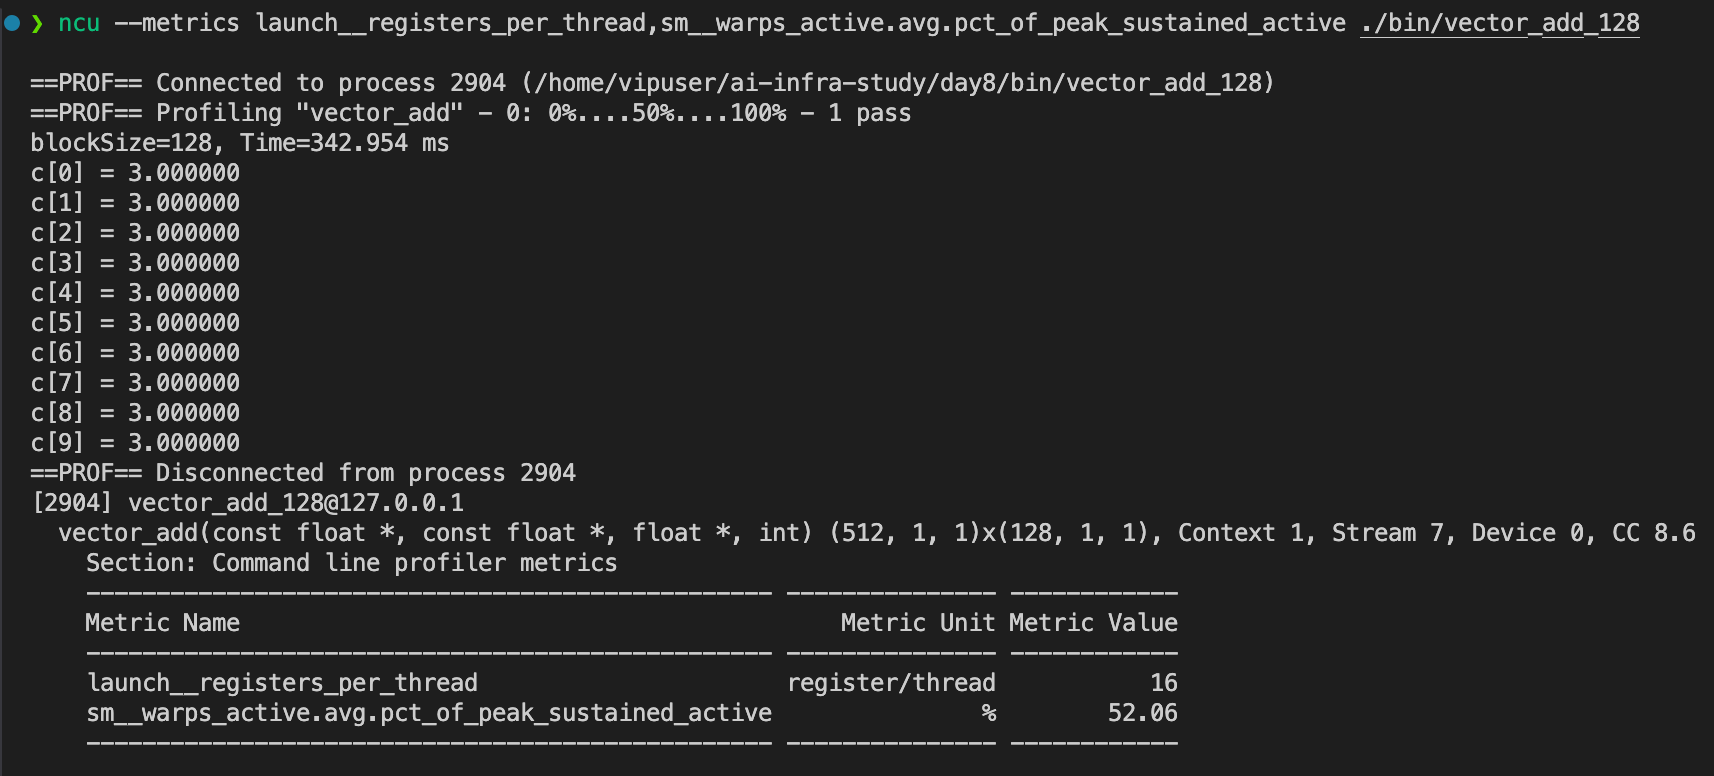 ❯ ncu --metrics launch__registers_per_thread,sm__warps_active.avg.pct_of_peak_sustained_active ./bin/vector_add_128
==PROF== Connected to process 2904 (/home/vipuser/ai-infra-study/day8/bin/vector_add_128)
==PROF== Profiling "vector_add" - 0: 0%....50%....100% - 1 pass
blockSize=128, Time=342.954 ms
c[0] = 3.000000
c[1] = 3.000000
c[2] = 3.000000
c[3] = 3.000000
c[4] = 3.000000
c[5] = 3.000000
c[6] = 3.000000
c[7] = 3.000000
c[8] = 3.000000
c[9] = 3.000000
==PROF== Disconnected from process 2904
[2904] vector_add_128@127.0.0.1
  vector_add(const float *, const float *, float *, int) (512, 1, 1)x(128, 1, 1), Context 1, Stream 7, Device 0, CC 8.6
    Section: Command line profiler metrics
    ------------------------------------------------- --------------- ------------
    Metric Name                                           Metric Unit Metric Value
    ------------------------------------------------- --------------- ------------
    launch__registers_per_thread                      register/thread           16
    sm__warps_active.avg.pct_of_peak_sustained_active               %        52.06
    ------------------------------------------------- --------------- ------------